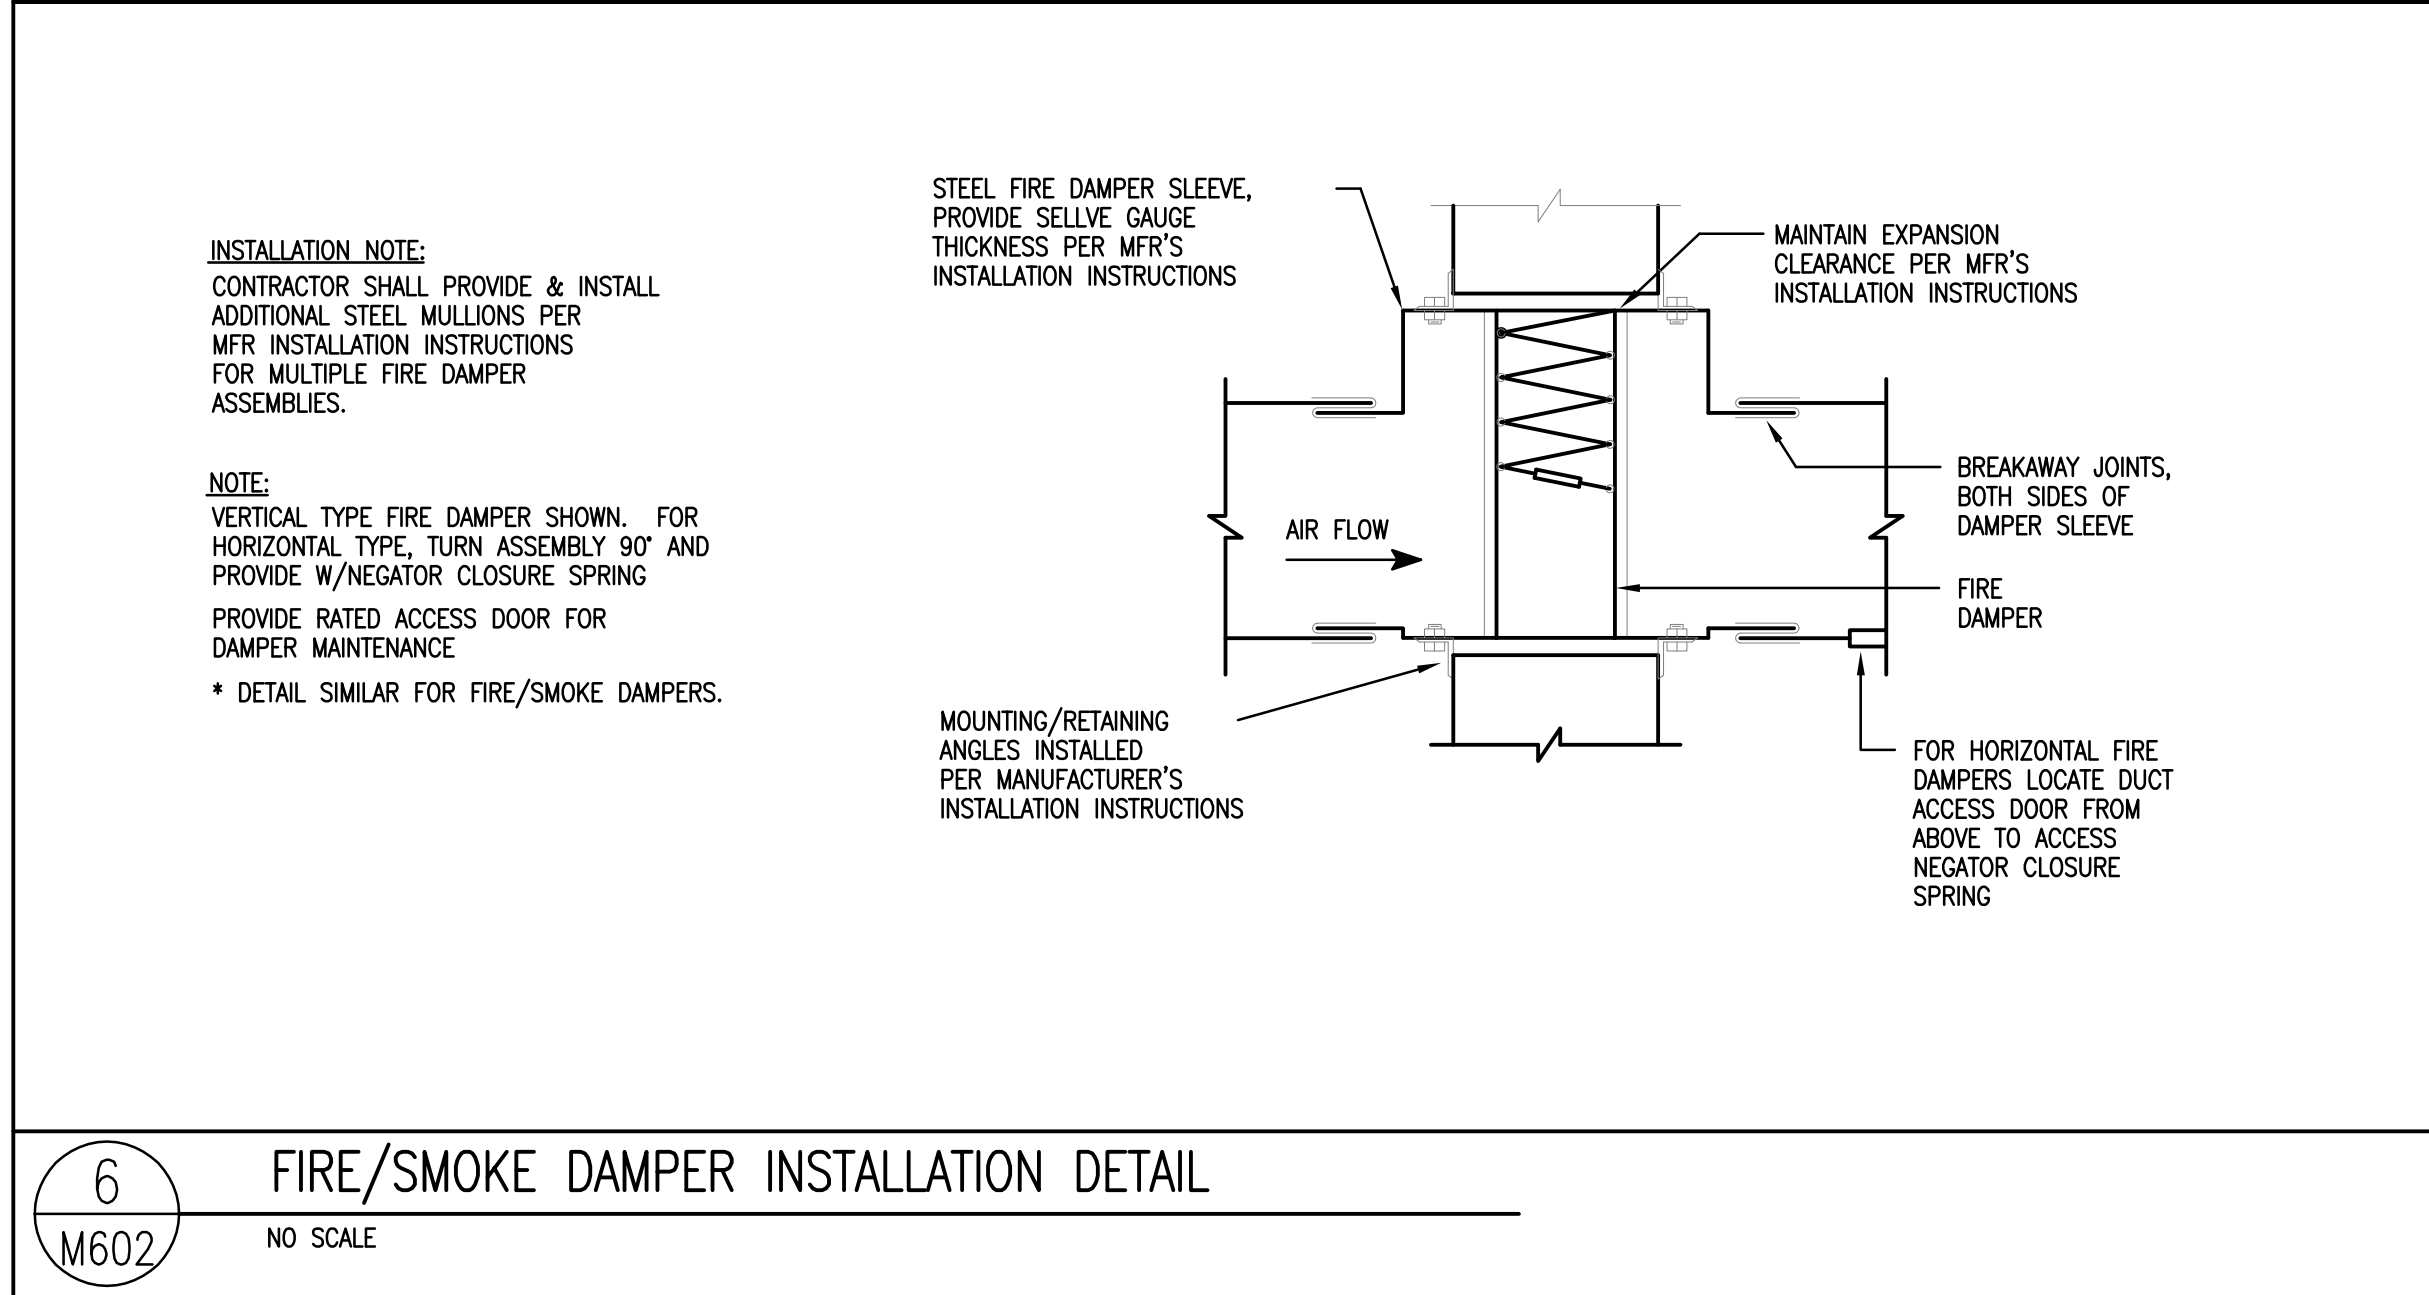 INSTALLATION NOTE:
CONTRACTOR SHALL PROVIDE & INSTALL
ADDITIONAL STEEL MULLIONS PER
MFR INSTALLATION INSTRUCTIONS
FOR MULTIPLE FIRE DAMPER
ASSEMBLIES.
NOTE:
VERTICAL TYPE FIRE DAMPER SHOWN. FOR
HORIZONTAL TYPE, TURN ASSEMBLY 90° AND
PROVIDE W/NEGATOR CLOSURE SPRING
PROVIDE RATED ACCESS DOOR FOR
DAMPER MAINTENANCE
* DETAIL SIMILAR FOR FIRE/SMOKE DAMPERS.
STEEL FIRE DAMPER SLEEVE,
PROVIDE SELLVE GAUGE
THICKNESS PER MFR'S
INSTALLATION INSTRUCTIONS
MAINTAIN EXPANSION
CLEARANCE PER MFR'S
INSTALLATION INSTRUCTIONS
AIR FLOW
BREAKAWAY JOINTS,
BOTH SIDES OF
DAMPER SLEEVE
FIRE
DAMPER
MOUNTING/RETAINING
ANGLES INSTALLED
PER MANUFACTURER'S
INSTALLATION INSTRUCTIONS
FOR HORIZONTAL FIRE
DAMPERS LOCATE DUCT
ACCESS DOOR FROM
ABOVE TO ACCESS
NEGATOR CLOSURE
SPRING
6
M602
FIRE/SMOKE DAMPER INSTALLATION DETAIL
NO SCALE